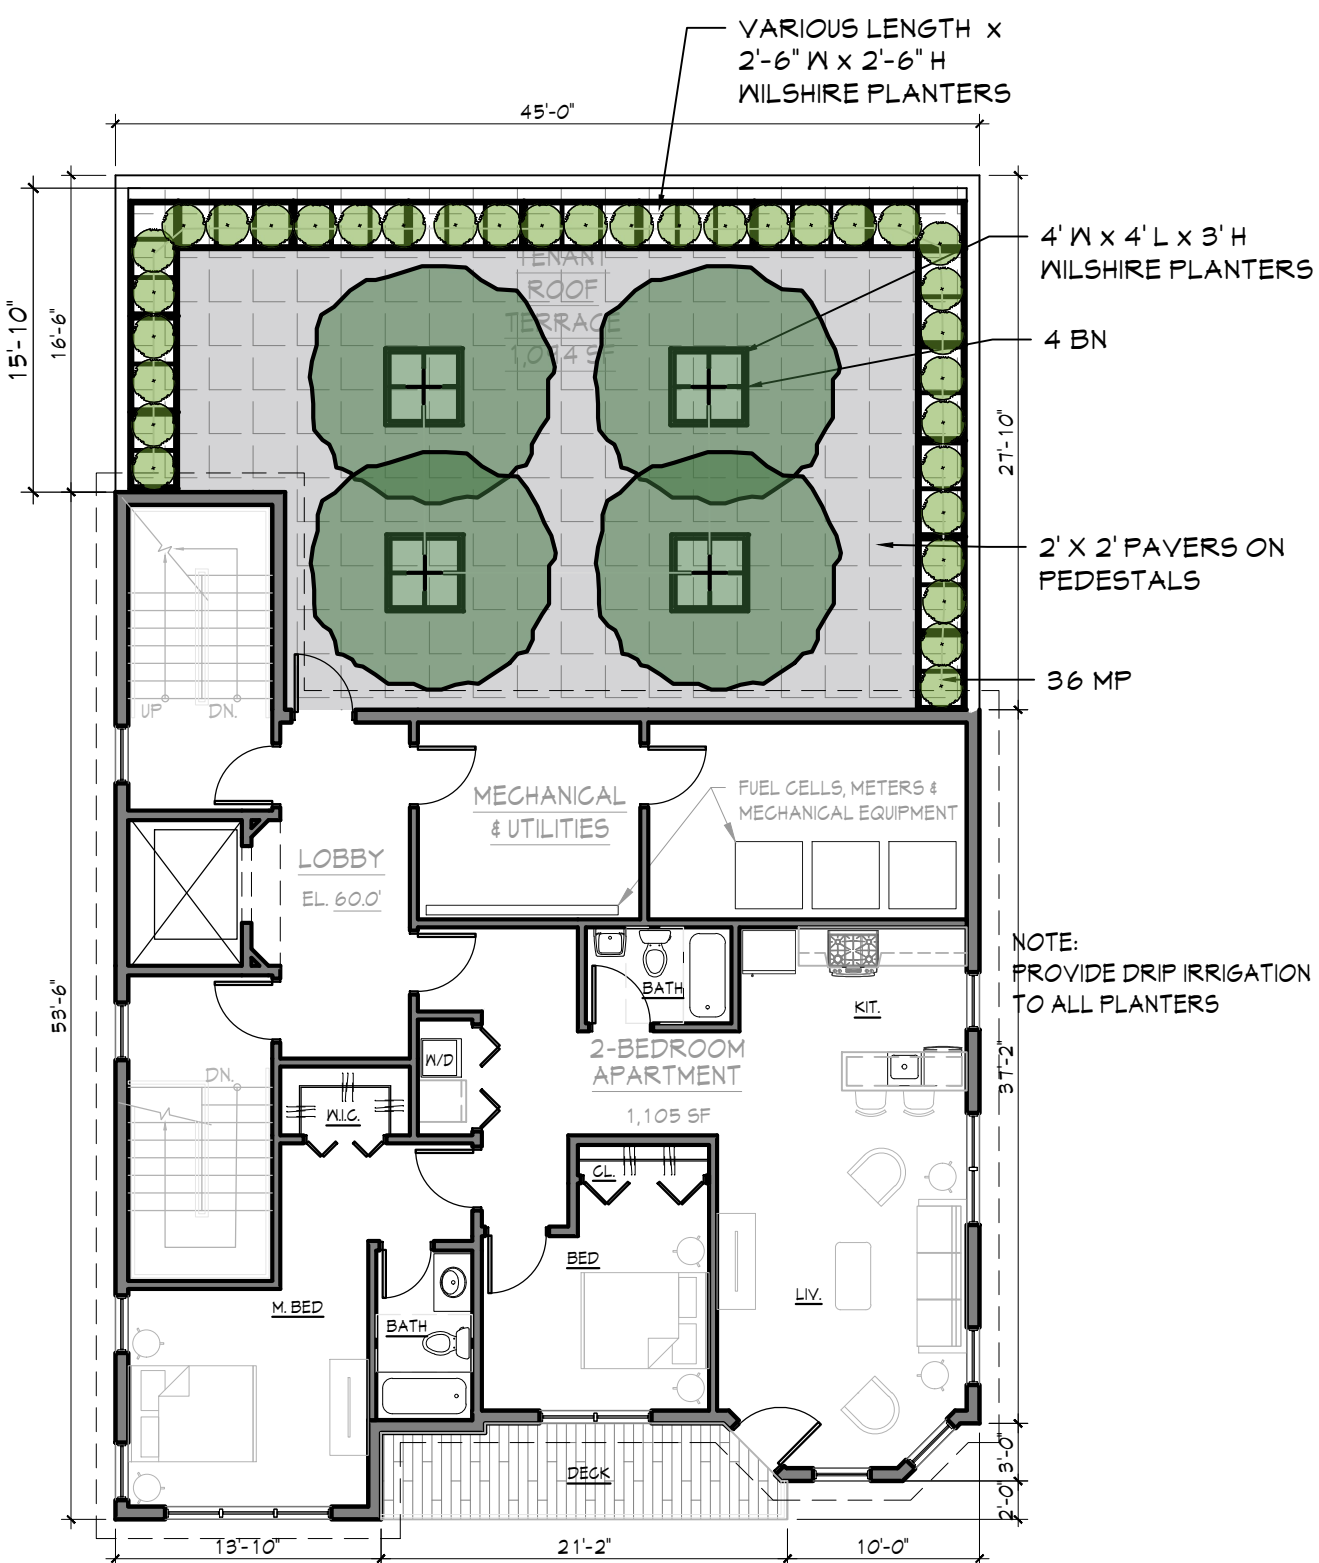 VARIOUS LENGTH x
2'-6" W x 2'-6" H
WILSHIRE PLANTERS
45'-0"
4' W x 4' L x 3' H
WILSHIRE PLANTERS
TENANT
ROOF
TERRACE
1,094 SF
15'-10"
16'-6"
4 BN
27'-10"
2' X 2' PAVERS ON
PEDESTALS
36 MP
UP
DN.
MECHANICAL
& UTILITIES
FUEL CELLS, METERS &
MECHANICAL EQUIPMENT
LOBBY
EL. 60.0'
NOTE:
PROVIDE DRIP IRRIGATION
TO ALL PLANTERS
BATH
KIT.
53'-6"
2-BEDROOM
APARTMENT
1,105 SF
W/D
DN.
W.I.C.
37'-2"
CL.
BED
LIV.
M. BED
BATH
DECK
3'-0"
2'-0"
13'-10"
21'-2"
10'-0"